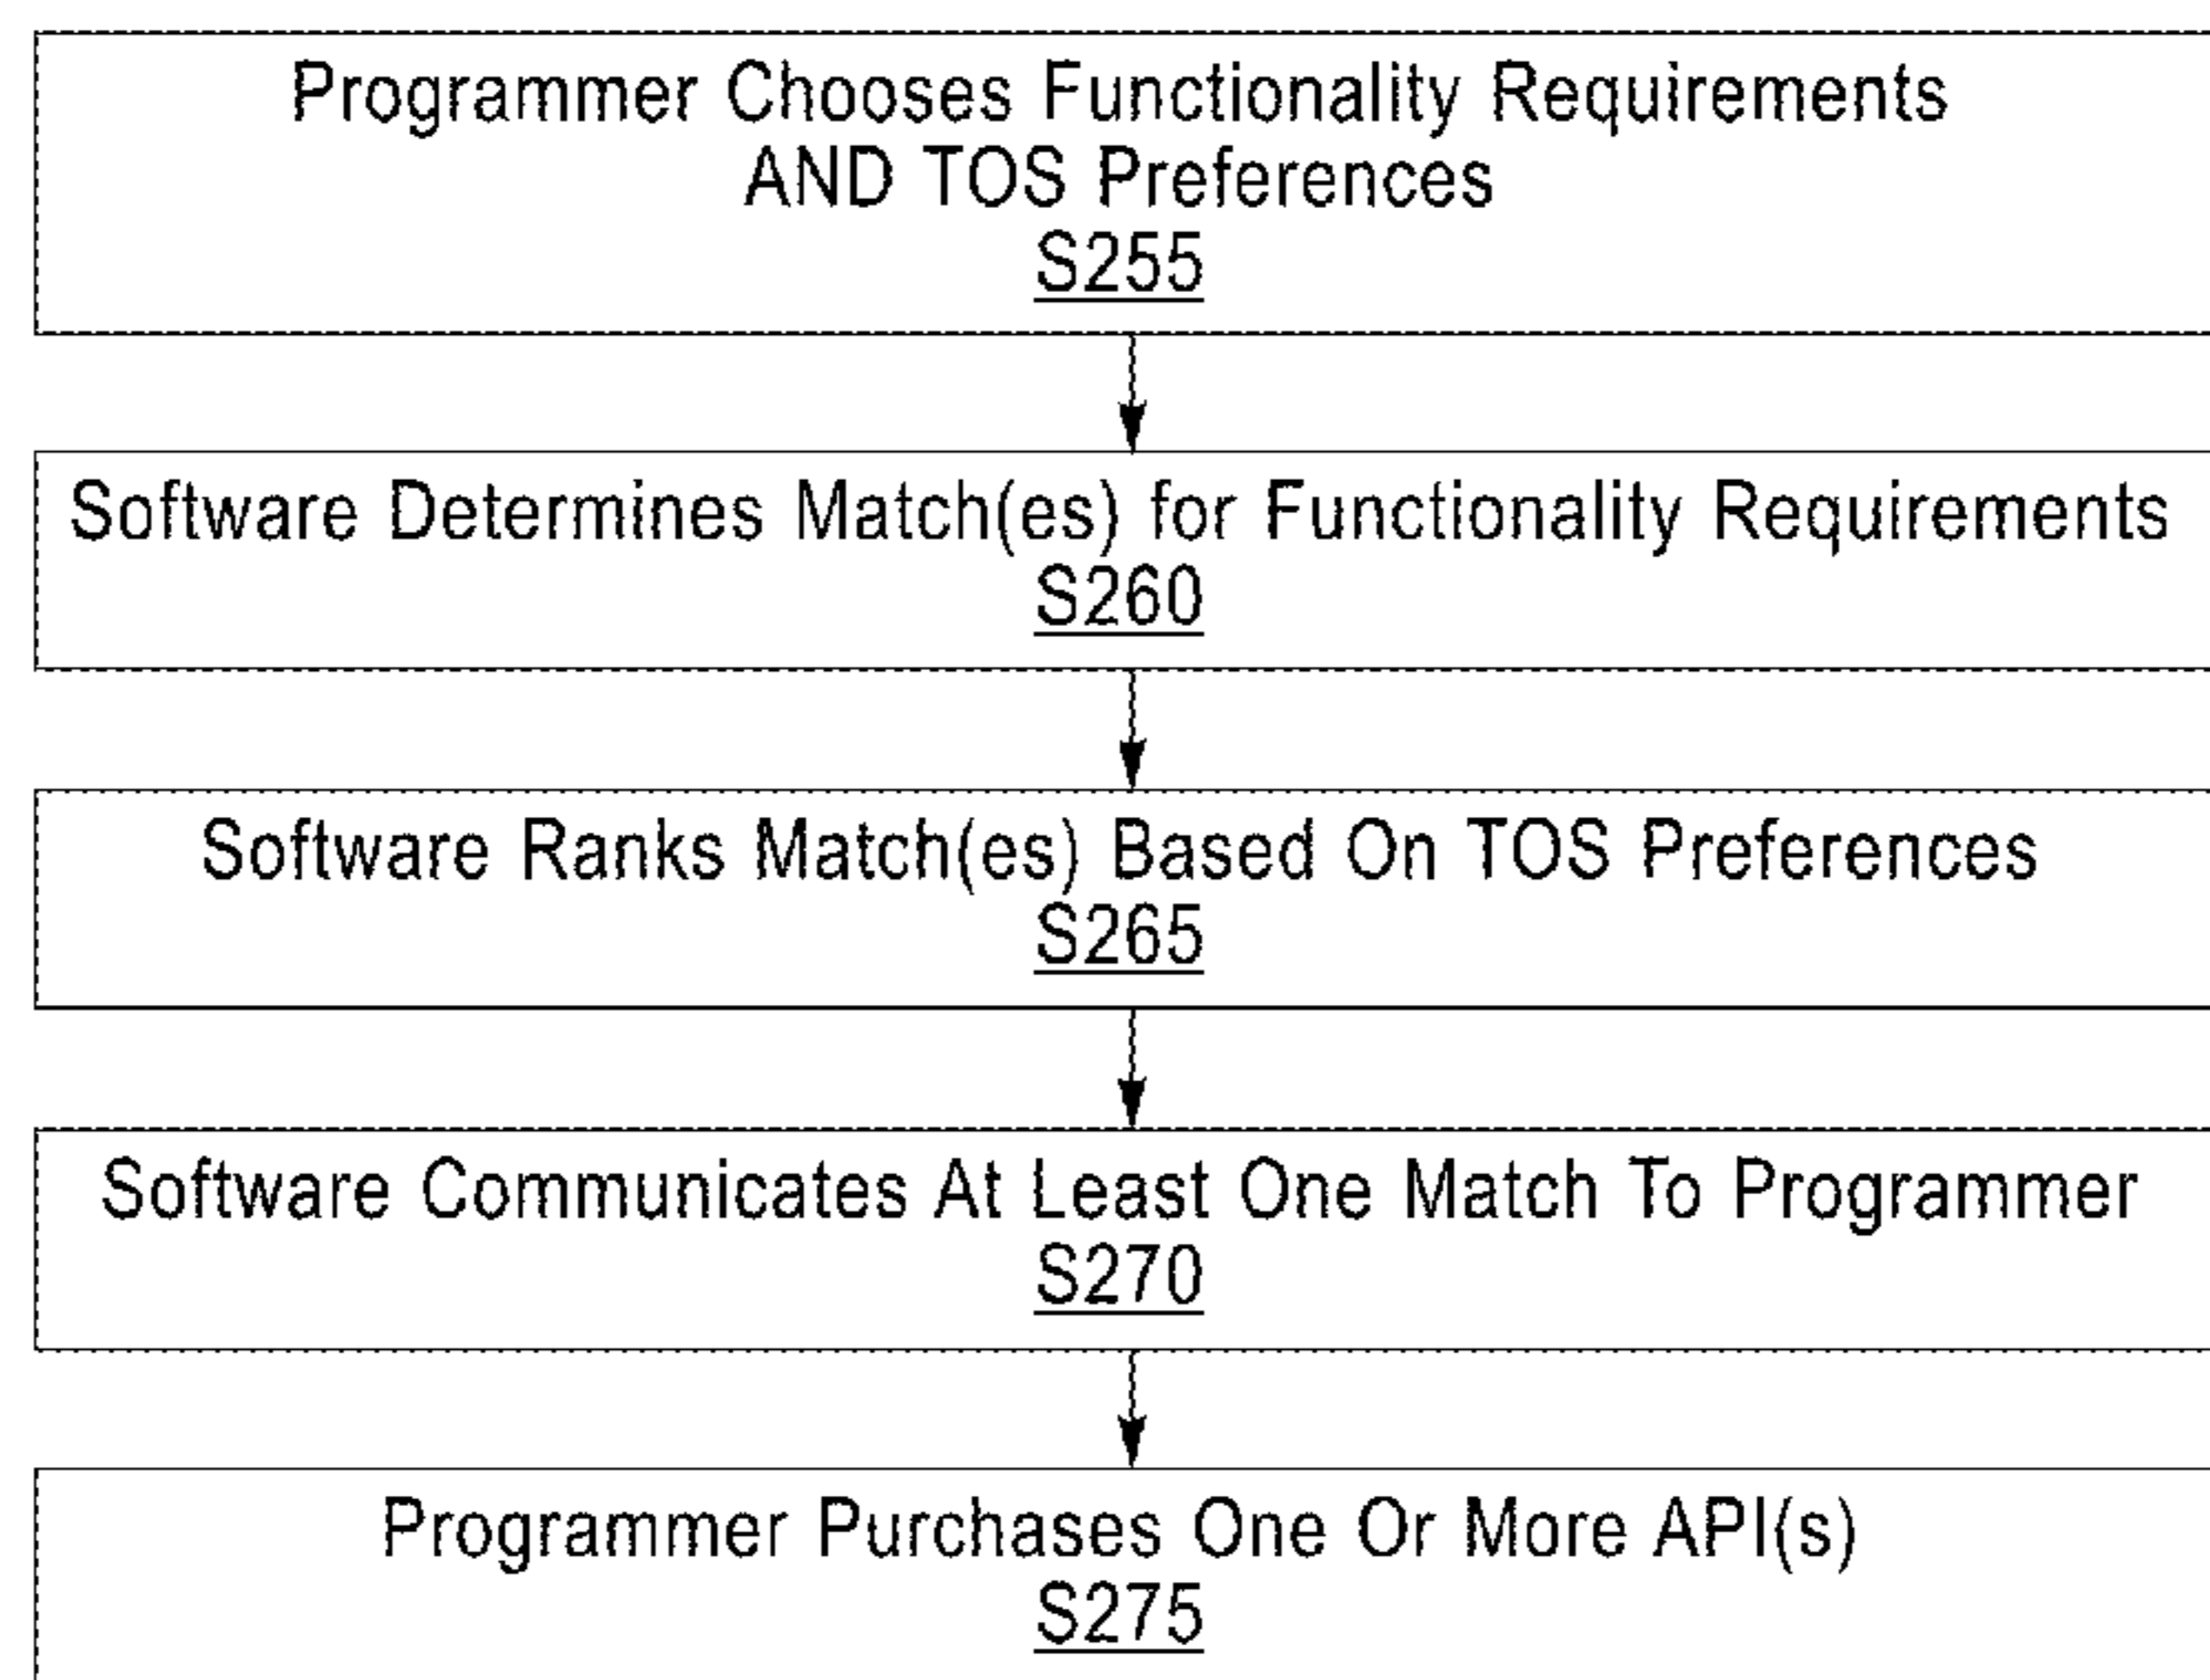 Programmer Chooses Functionality Requirements
AND TOS Preferences
S255
Software Determines Match(es) for Functionality Requirements
S260
Software Ranks Match(es) Based On TOS Preferences
S265
Software Communicates At Least One Match To Programmer
S270
Programmer Purchases One Or More API(s)
S275